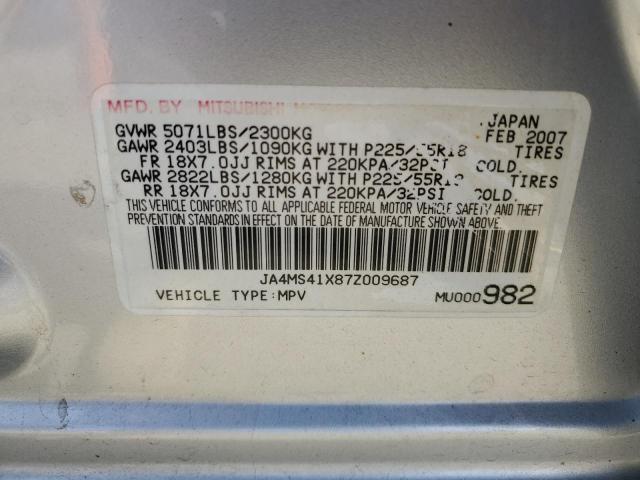 MFD. BY MITSUBISHI
JAPAN
GVWR 5071LBS/2300KG FEB 2007
GAWR 2403LBS/1090KG WITH P225/55R18 TIRES
FR 18X7.0JJ RIMS AT 220KPA/32PSI COLD.
GAWR 2822LBS/1280KG WITH P225/55R18 TIRES
RR 18X7.0JJ RIMS AT 220KPA/32PSI COLD.
THIS VEHICLE CONFORMS TO ALL APPLICABLE FEDERAL MOTOR VEHICLE SAFETY AND THEFT
PREVENTION STANDARDS IN EFFECT ON THE DATE OF MANUFACTURE SHOWN ABOVE.
JA4MS41X87Z009687
VEHICLE TYPE:MPV MU000982